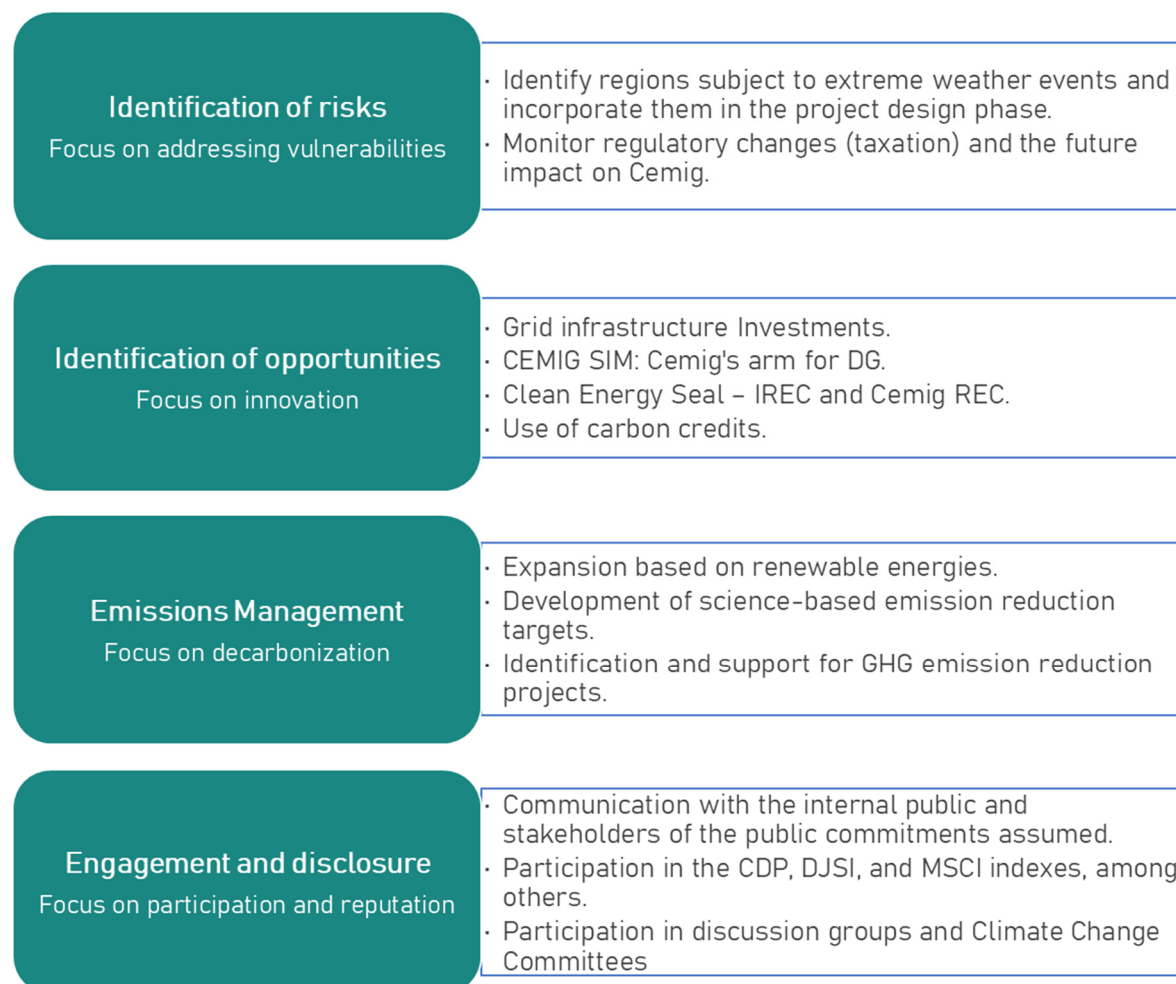 Identification of risks
Focus on addressing vulnerabilities
· Identify regions subject to extreme weather events and
incorporate them in the project design phase.
· Monitor regulatory changes (taxation) and the future
impact on Cemig.
Identification of opportunities
Focus on innovation
· Grid infrastructure Investments.
· CEMIG SIM: Cemig's arm for DG.
· Clean Energy Seal – IREC and Cemig REC.
· Use of carbon credits.
Emissions Management
Focus on decarbonization
· Expansion based on renewable energies.
· Development of science-based emission reduction
targets.
· Identification and support for GHG emission reduction
projects.
Engagement and disclosure
Focus on participation and reputation
· Communication with the internal public and
stakeholders of the public commitments assumed.
· Participation in the CDP, DJSI, and MSCI indexes, among
others.
· Participation in discussion groups and Climate Change
Committees